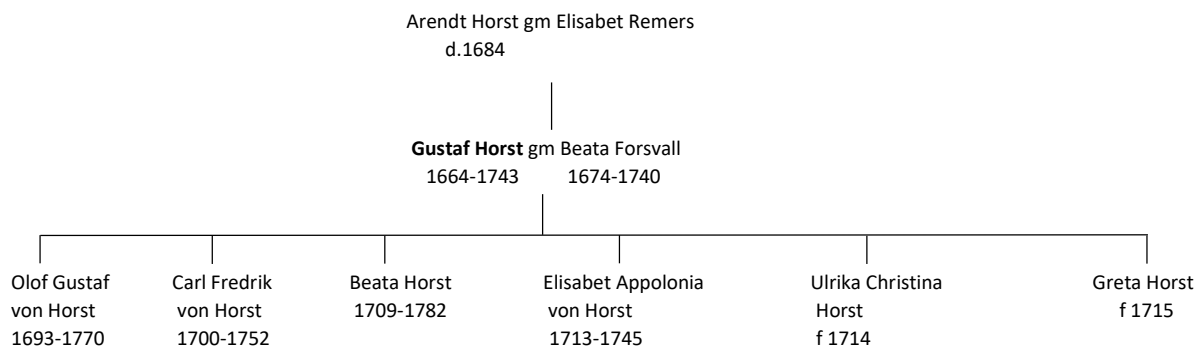 Arendt Horst gm Elisabet Remers
d.1684
Gustaf Horst gm Beata Forsvall
1664-1743 1674-1740
Olof Gustaf
von Horst
1693-1770
Carl Fredrik
von Horst
1700-1752
Beata Horst
1709-1782
Elisabet Appolonia
von Horst
1713-1745
Ulrika Christina
Horst
f 1714
Greta Horst
f 1715